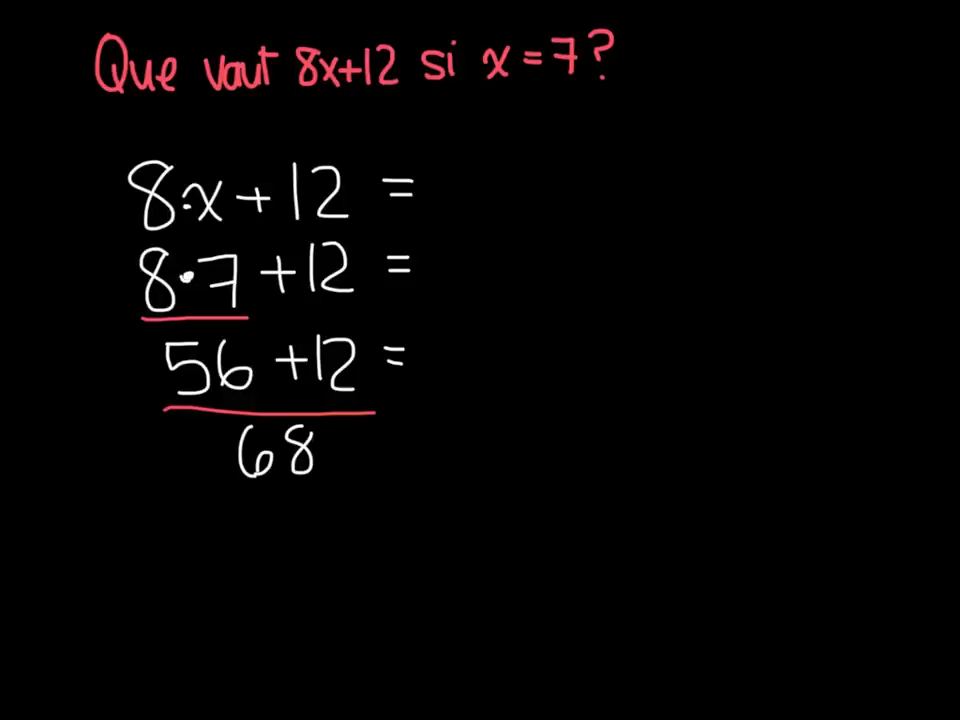 Que vaut 8x+12 si x=7?
8·x+12=
8·7+12=
56+12=
68